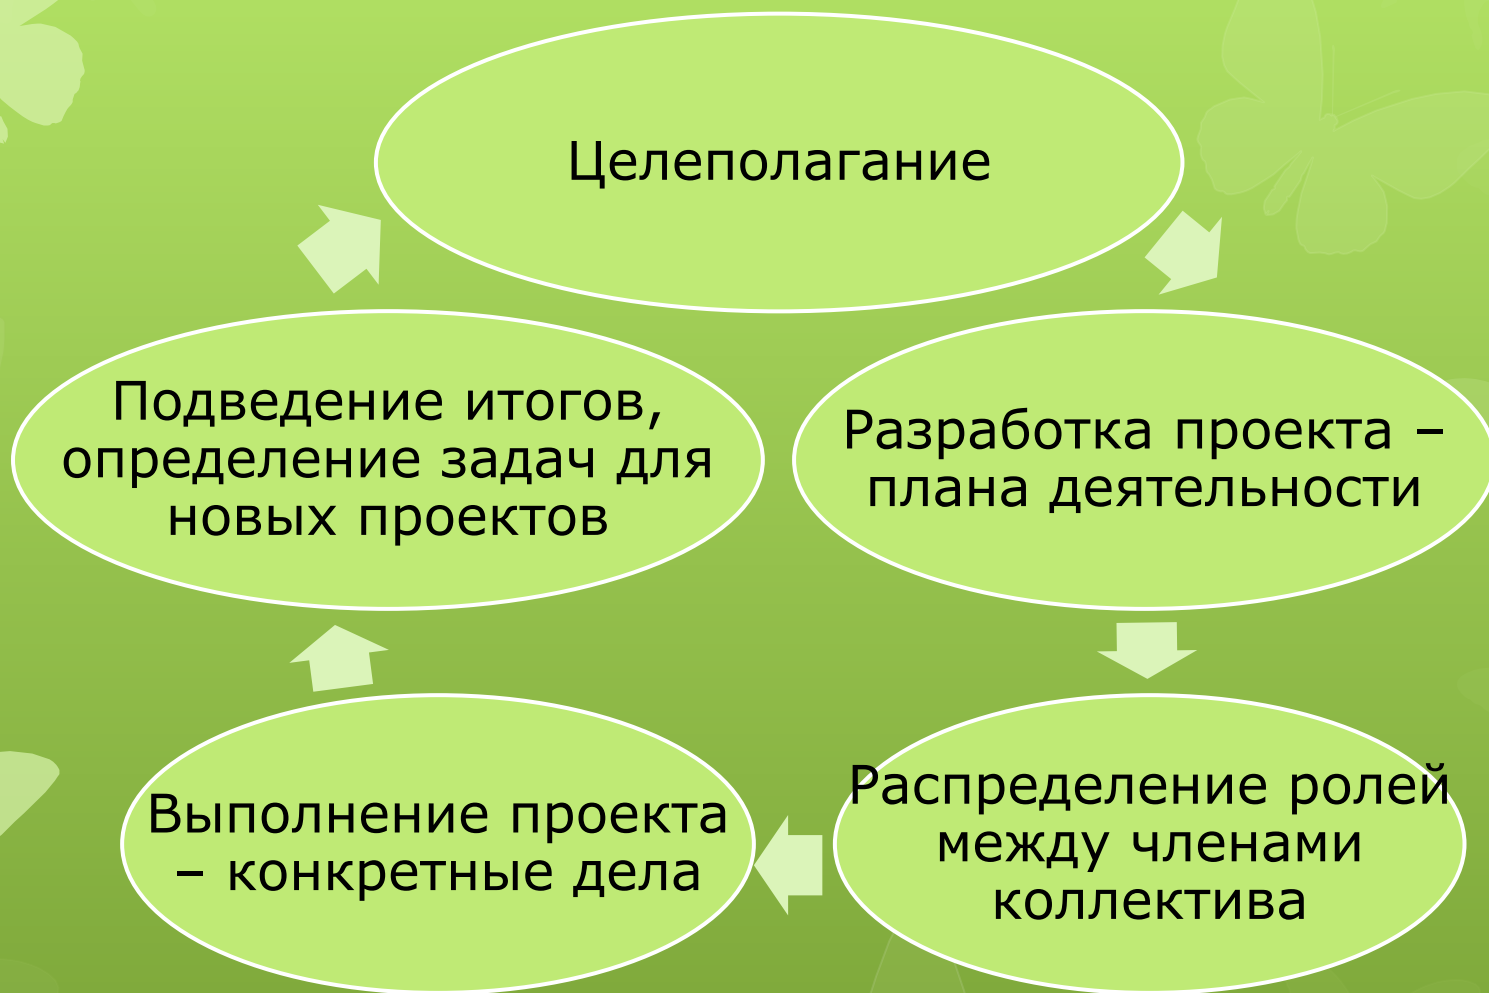 Целеполагание
Разработка проекта –
плана деятельности
Распределение ролей
между членами
коллектива
Выполнение проекта
– конкретные дела
Подведение итогов,
определение задач для
новых проектов